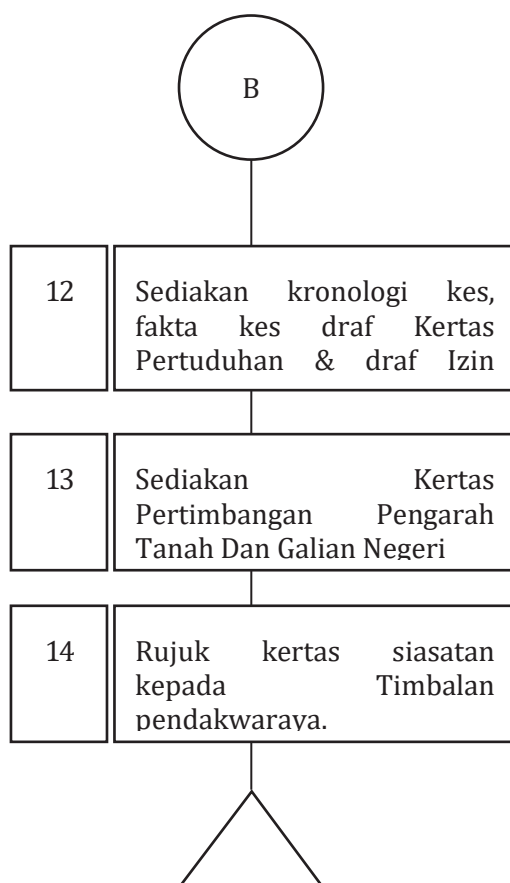 B
12
Sediakan kronologi kes,
fakta kes draf Kertas
Pertuduhan & draf Izin
13
Sediakan Kertas
Pertimbangan Pengarah
Tanah Dan Galian Negeri
14
Rujuk kertas siasatan
kepada Timbalan
pendakwaraya.